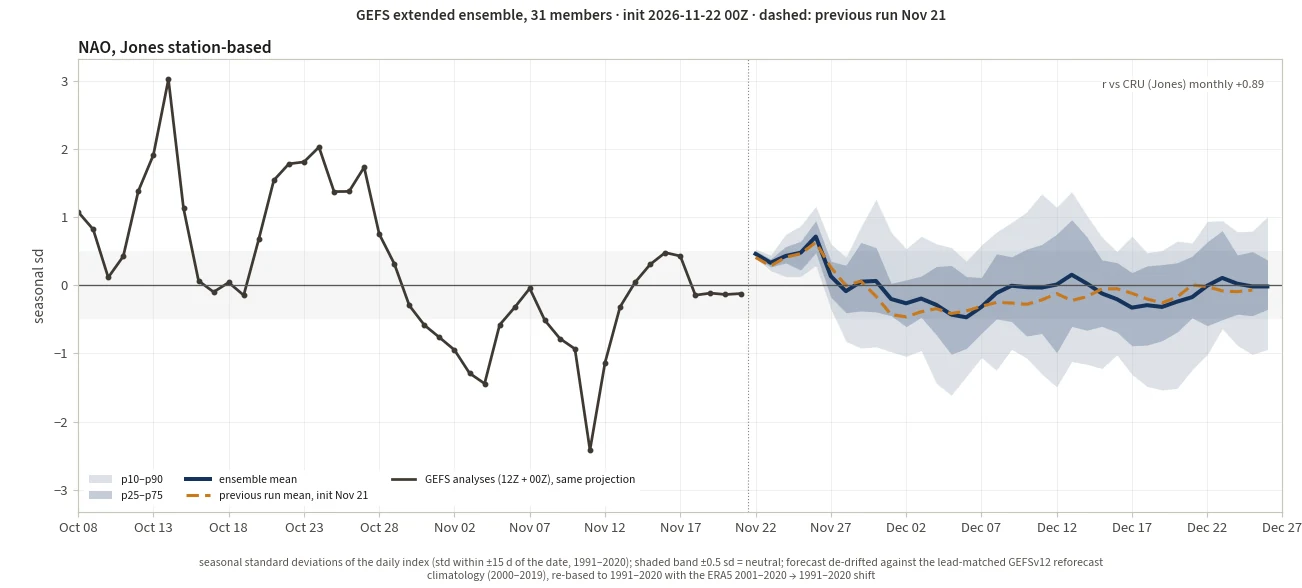 GEFS extended ensemble, 31 members · init 2026-11-22 00Z · dashed: previous run Nov 21
NAO, Jones station-based
r vs CRU (Jones) monthly +0.89
seasonal sd
3
2
1
0
−1
−2
−3
p10–p90
p25–p75
ensemble mean
previous run mean, init Nov 21
GEFS analyses (12Z + 00Z), same projection
Oct 08 Oct 13 Oct 18 Oct 23 Oct 28 Nov 02 Nov 07 Nov 12 Nov 17 Nov 22 Nov 27 Dec 02 Dec 07 Dec 12 Dec 17 Dec 22 Dec 27
seasonal standard deviations of the daily index (std within ±15 d of the date, 1991–2020); shaded band ±0.5 sd = neutral; forecast de-drifted against the lead-matched GEFSv12 reforecast
climatology (2000–2019), re-based to 1991–2020 with the ERA5 2001–2020 → 1991–2020 shift